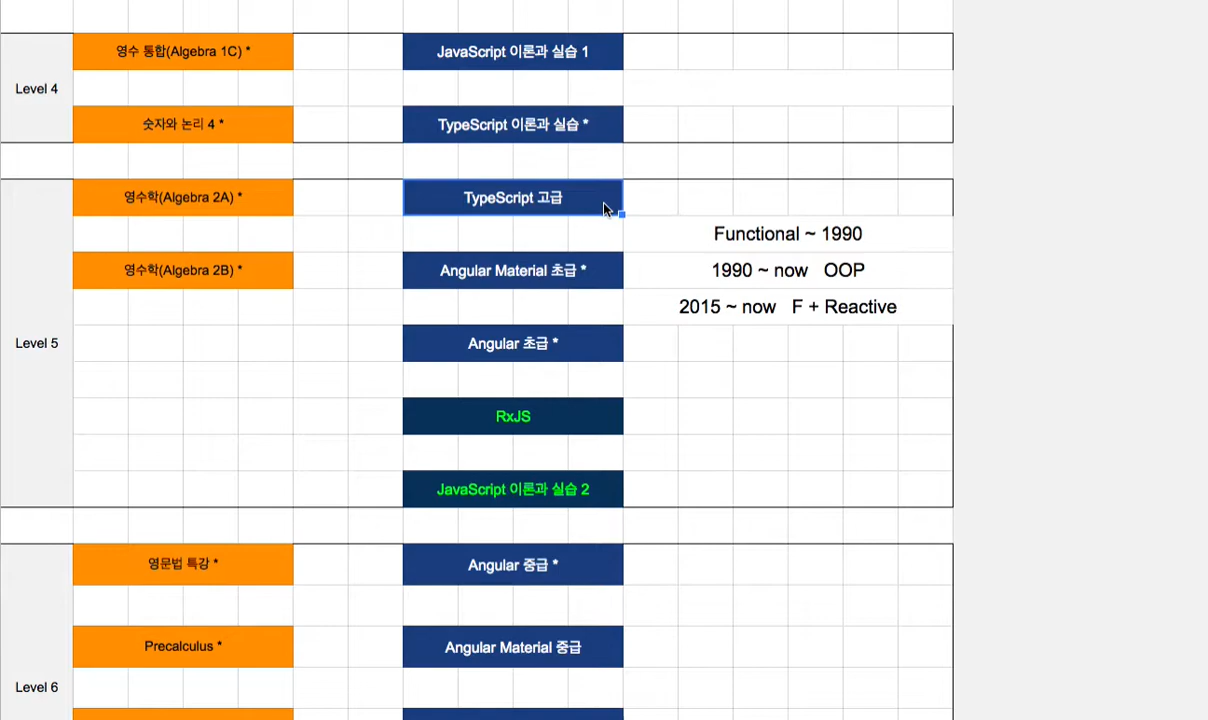 영수 통합(Algebra 1C) *
JavaScript 이론과 실습 1
Level 4
숫자와 논리 4 *
TypeScript 이론과 실습 *
영수학(Algebra 2A) *
TypeScript 고급
Functional ~ 1990
영수학(Algebra 2B) *
Angular Material 초급 *
1990 ~ now OOP
2015 ~ now F + Reactive
Level 5
Angular 초급 *
RxJS
JavaScript 이론과 실습 2
영문법 특강 *
Angular 중급 *
Precalculus *
Angular Material 중급
Level 6